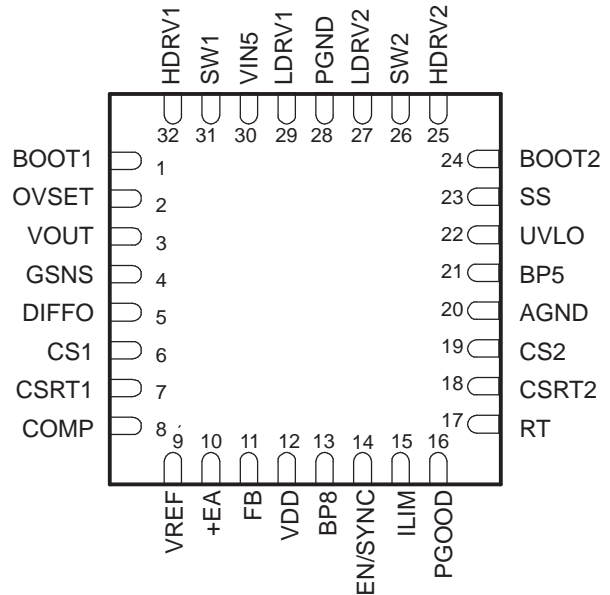 HDRV1 SW1 VIN5 LDRV1 PGND LDRV2 SW2 HDRV2
32 31 30 29 28 27 26 25
BOOT1 1 24 BOOT2
OVSET 2 23 SS
VOUT 3 22 UVLO
GSNS 4 21 BP5
DIFFO 5 20 AGND
CS1 6 19 CS2
CSRT1 7 18 CSRT2
COMP 8 17 RT
9 10 11 12 13 14 15 16
VREF +EA FB VDD BP8 EN/SYNC ILIM PGOOD